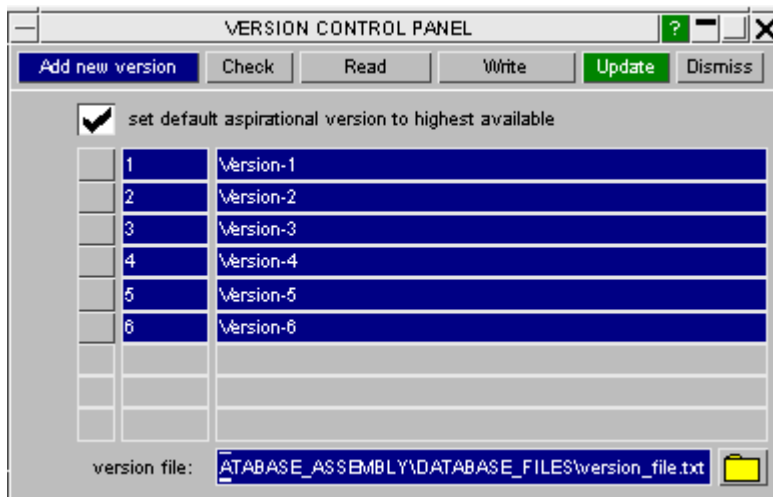 VERSION CONTROL PANEL ?
Add new version Check Read Write Update Dismiss
set default aspirational version to highest available
1 Version-1
2 Version-2
3 Version-3
4 Version-4
5 Version-5
6 Version-6
version file: ATABASE_ASSEMBLY\DATABASE_FILES\version_file.txt